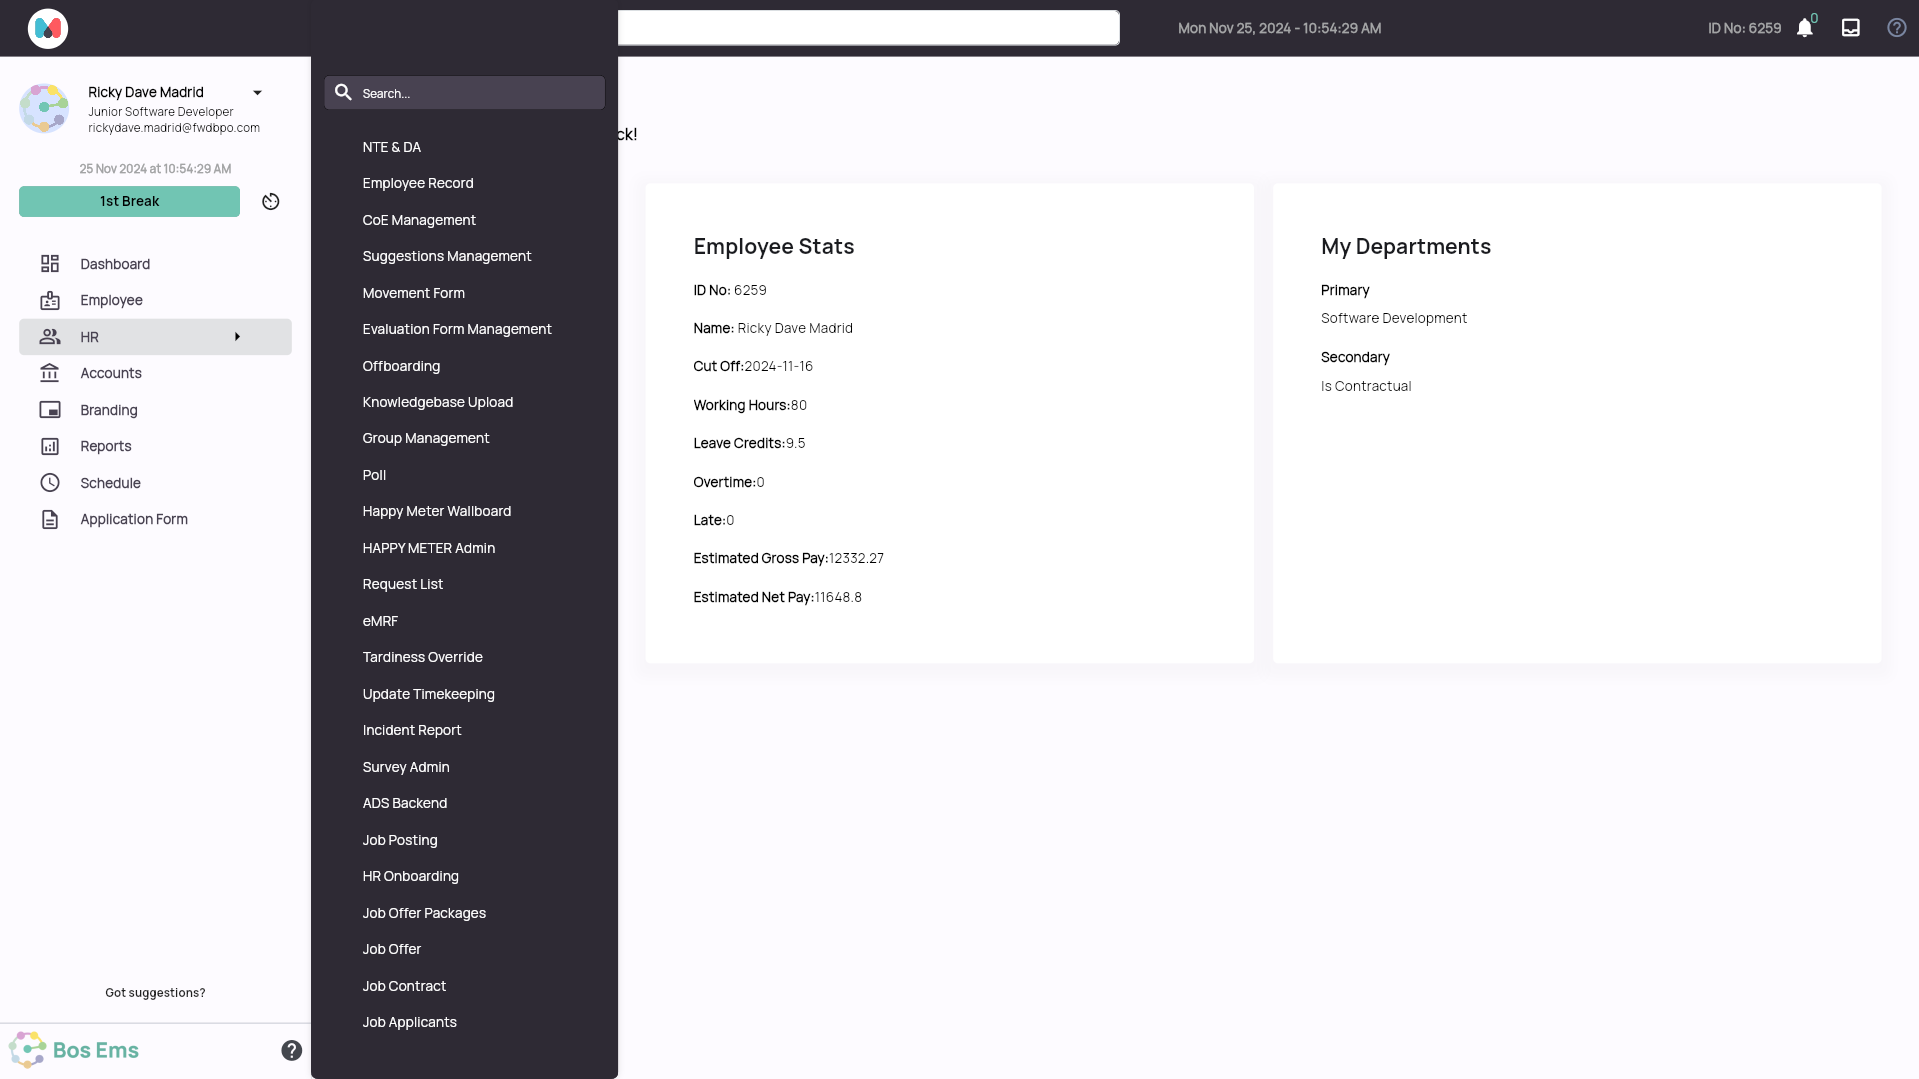 Mon Nov 25, 2024 - 10:54:29 AM
ID No: 6259
0
Ricky Dave Madrid
Junior Software Developer
rickydave.madrid@fwdbpo.com
25 Nov 2024 at 10:54:29 AM
1st Break
Dashboard
Employee
HR
Accounts
Branding
Reports
Schedule
Application Form
Got suggestions?
Bos Ems
Search...
NTE & DA
Employee Record
CoE Management
Suggestions Management
Movement Form
Evaluation Form Management
Offboarding
Knowledgebase Upload
Group Management
Poll
Happy Meter Wallboard
HAPPY METER Admin
Request List
eMRF
Tardiness Override
Update Timekeeping
Incident Report
Survey Admin
ADS Backend
Job Posting
HR Onboarding
Job Offer Packages
Job Offer
Job Contract
Job Applicants
ck!
Employee Stats
ID No: 6259
Name: Ricky Dave Madrid
Cut Off:2024-11-16
Working Hours:80
Leave Credits:9.5
Overtime:0
Late:0
Estimated Gross Pay:12332.27
Estimated Net Pay:11648.8
My Departments
Primary
Software Development
Secondary
Is Contractual